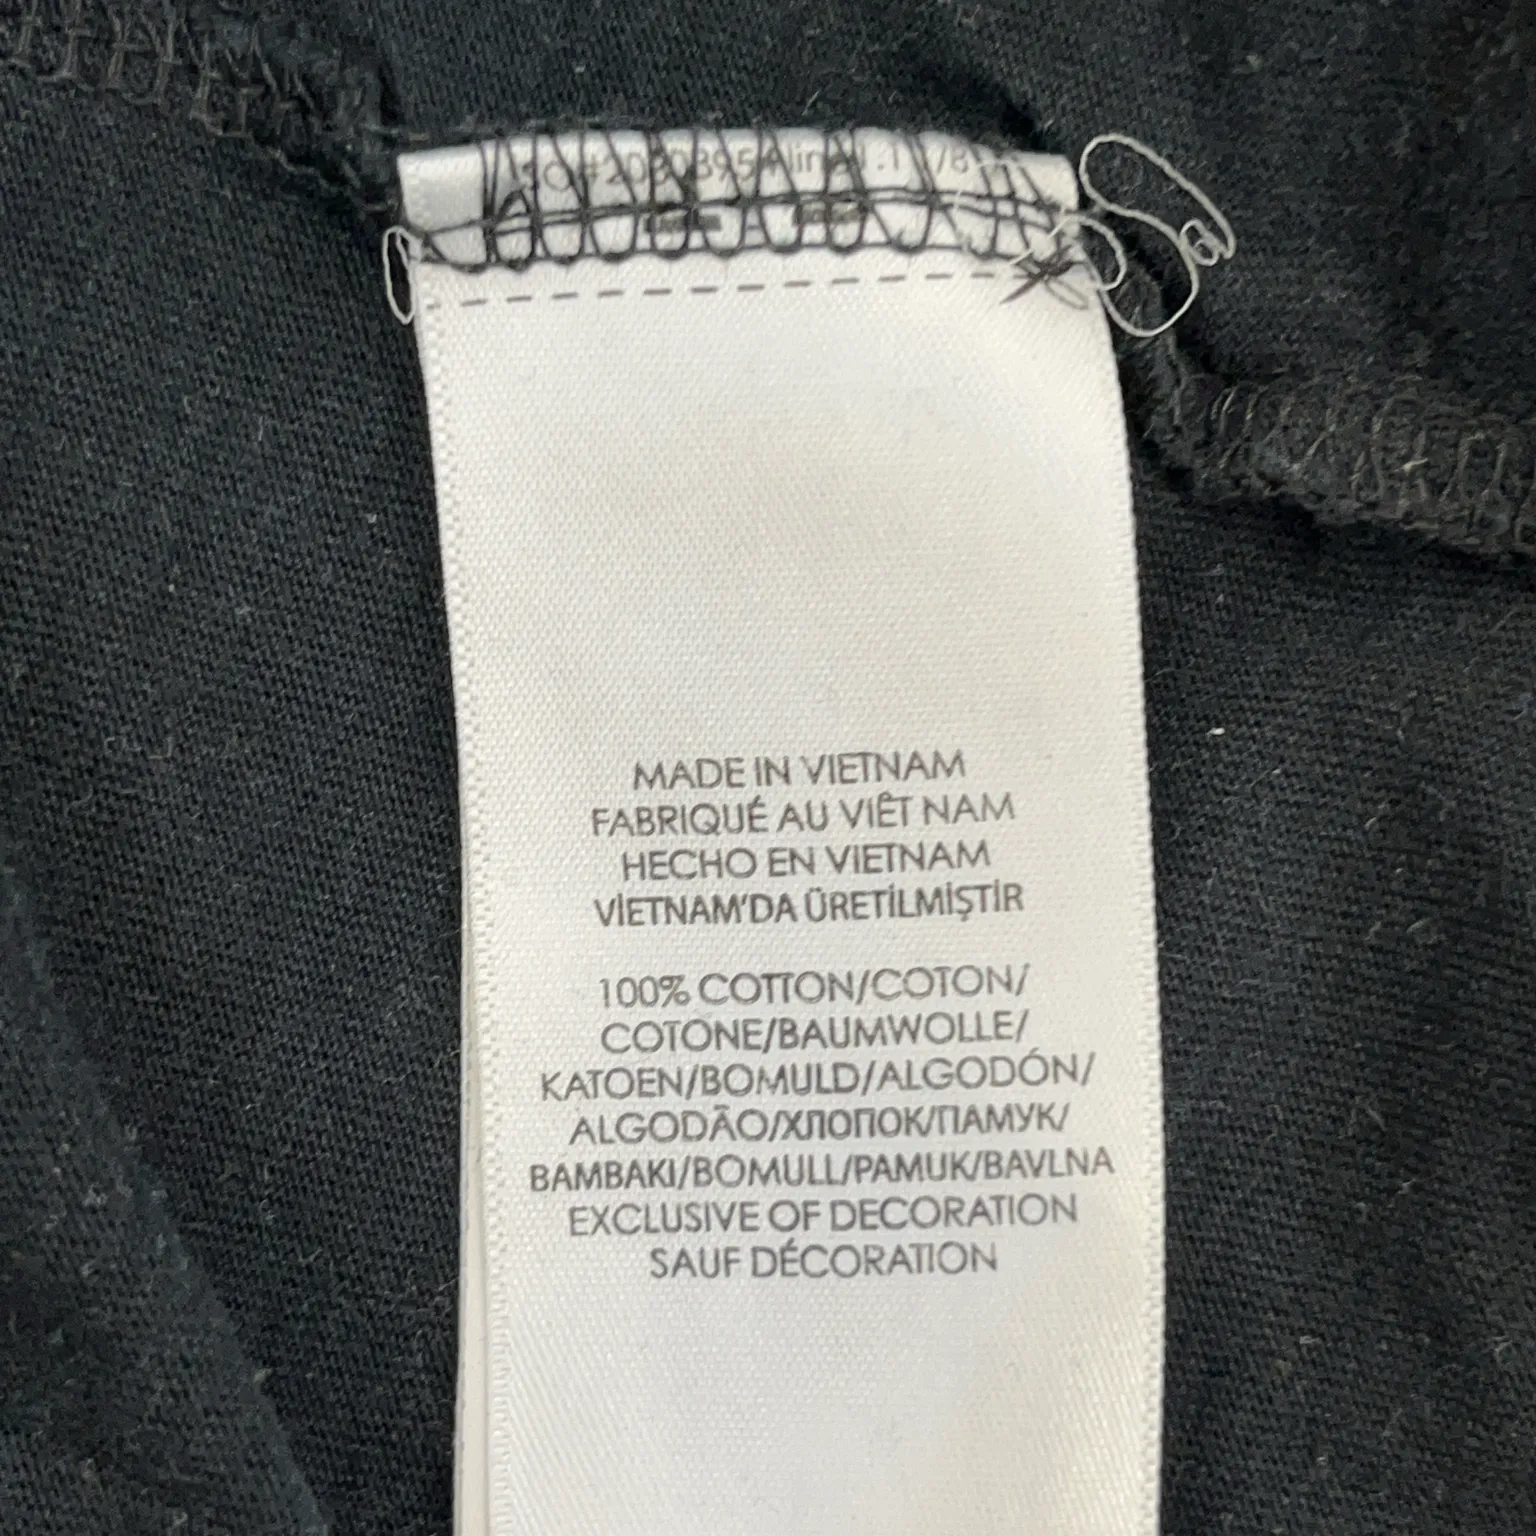 MADE IN VIETNAM
FABRIQUÉ AU VIÊT NAM
HECHO EN VIETNAM
VİETNAM'DA ÜRETİLMİŞTİR
100% COTTON/COTON/
COTONE/BAUMWOLLE/
KATOEN/BOMULD/ALGODÓN/
ALGODÃO/ХЛОПОК/ПАМУК/
ΒΑΜΒΑΚΙ/BOMULL/PAMUK/BAVLNA
EXCLUSIVE OF DECORATION
SAUF DÉCORATION